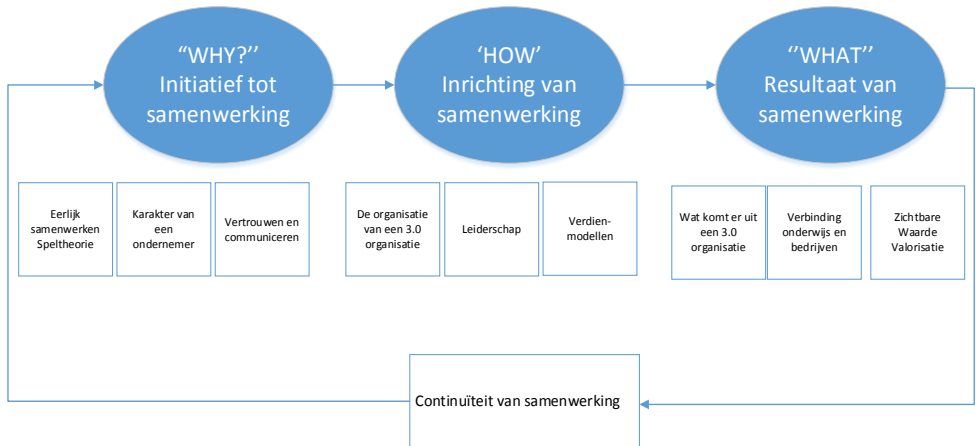 “WHY?’’
Initiatief tot
samenwerking
‘HOW’
Inrichting van
samenwerking
‘’WHAT’’
Resultaat van
samenwerking
Eerlijk
samenwerken
Speltheorie
Karakter van
een
ondernemer
Vertrouwen en
communiceren
De organisatie
van een 3.0
organisatie
Leiderschap
Verdien-
modellen
Wat komt er uit
een 3.0
organisatie
Verbinding
onderwijs en
bedrijven
Zichtbare
Waarde
Valorisatie
Continuïteit van samenwerking